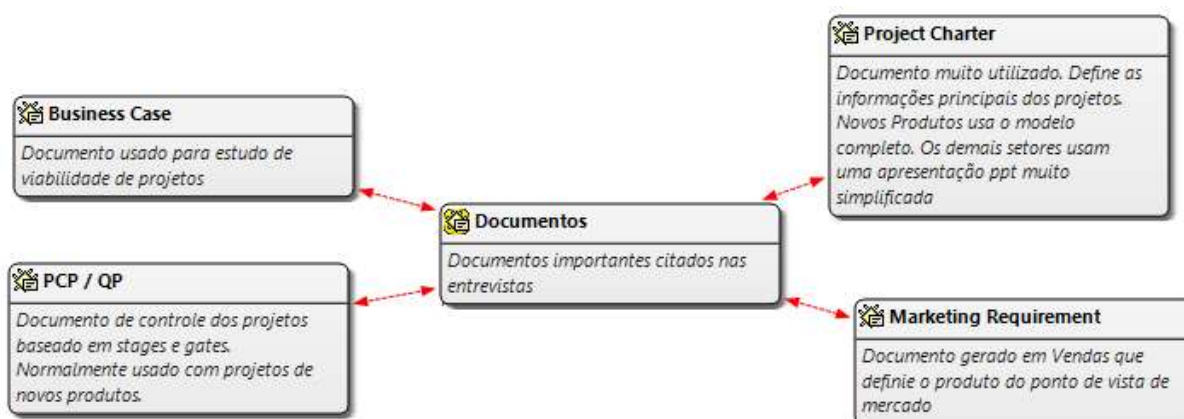 Project Charter
Documento muito utilizado. Define as
informações principais dos projetos.
Novos Produtos usa o modelo
completo. Os demais setores usam
uma apresentação ppt muito
simplificada
Business Case
Documento usado para estudo de
viabilidade de projetos
Documentos
Documentos importantes citados nas
entrevistas
PCP / QP
Documento de controle dos projetos
baseado em stages e gates.
Normalmente usado com projetos de
novos produtos.
Marketing Requirement
Documento gerado em Vendas que
definie o produto do ponto de vista de
mercado